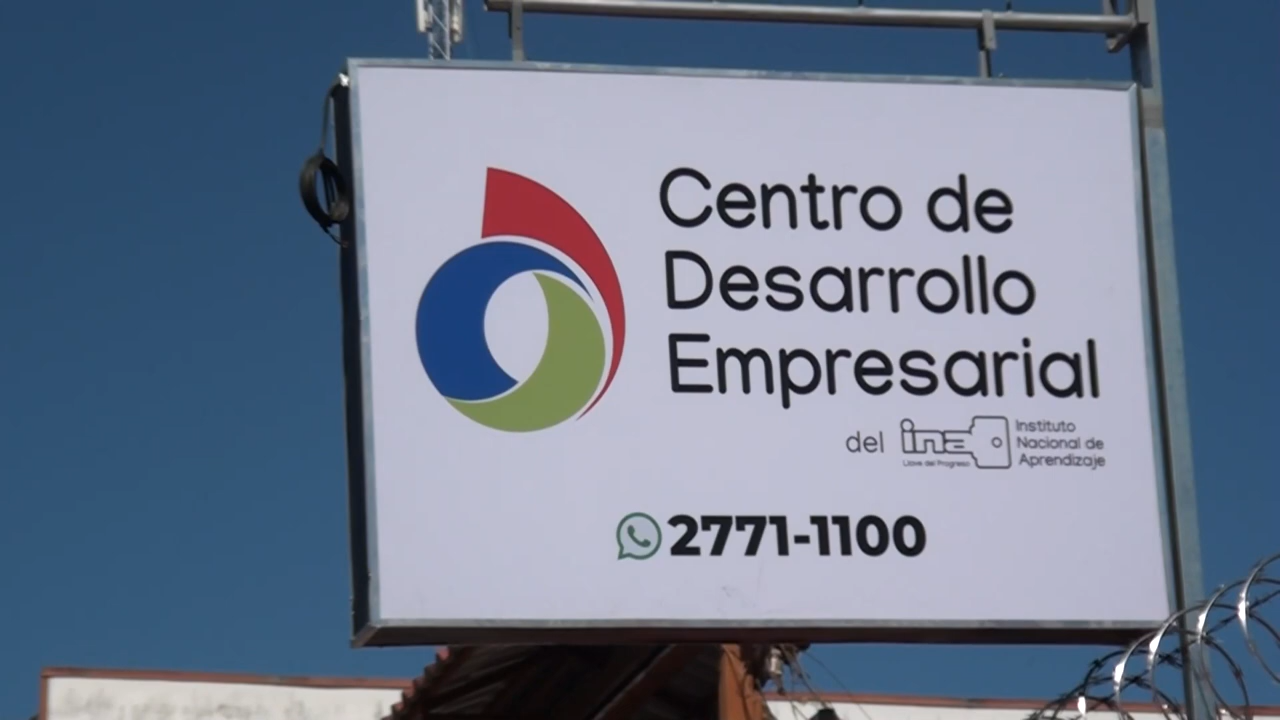 Centro de
Desarrollo
Empresarial
del ina Instituto
Nacional de
Aprendizaje
Llave del Progreso
2771-1100